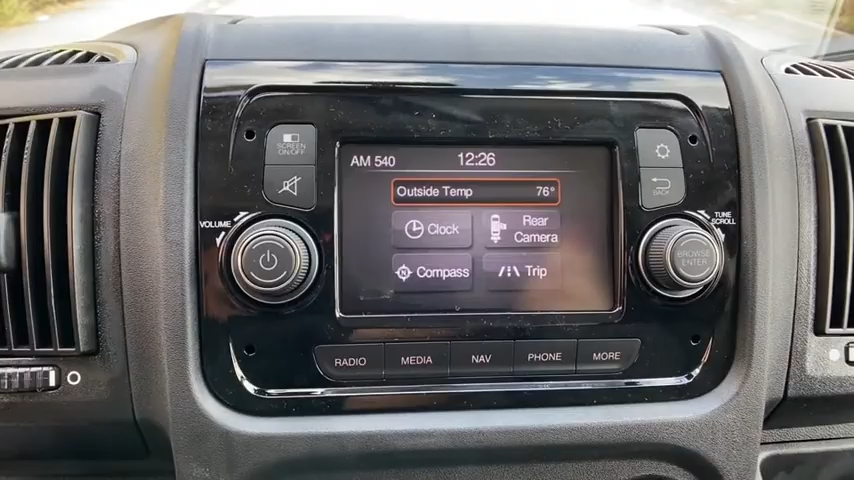 SCREEN
ON/OFF
AM 540
12:26
Outside Temp 76°
Clock
Rear
Camera
N
Compass
Trip
VOLUME
BACK
TUNE
SCROLL
BROWSE
ENTER
RADIO
MEDIA
NAV
PHONE
MORE